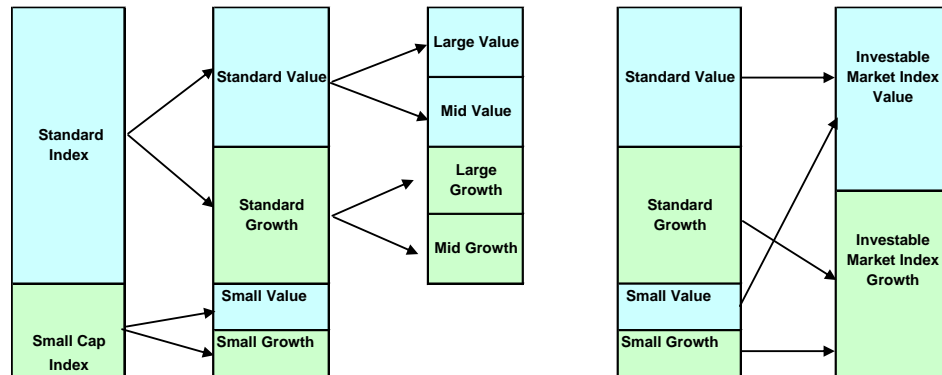 Standard
Index
Small Cap
Index
Standard Value
Standard
Growth
Small Value
Small Growth
Large Value
Mid Value
Large
Growth
Mid Growth
Standard Value
Standard
Growth
Small Value
Small Growth
Investable
Market Index
Value
Investable
Market Index
Growth